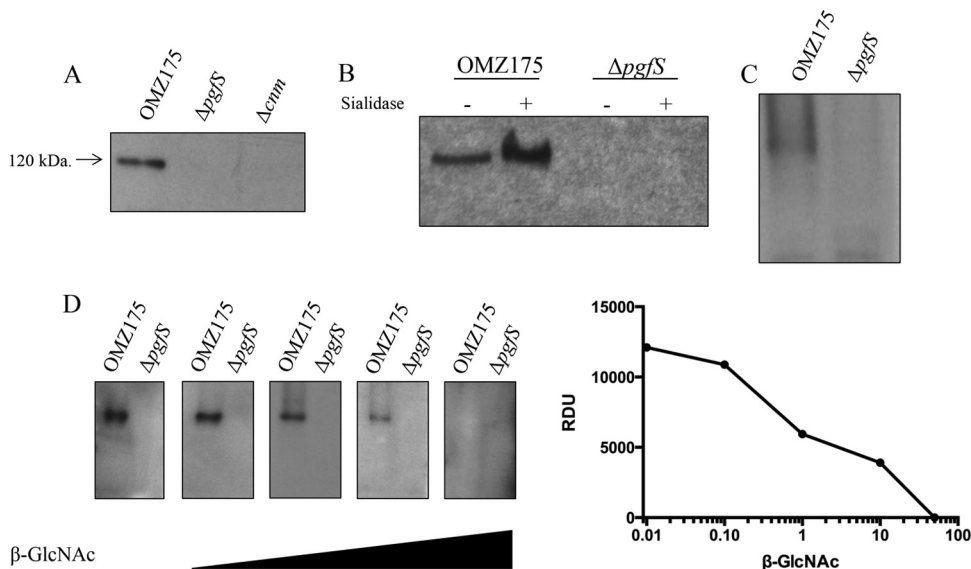 A
OMZ175
ΔpgfS
Δcnm
120 kDa.
B
OMZ175
ΔpgfS
Sialidase - + - +
C
OMZ175
ΔpgfS
D
OMZ175
ΔpgfS
OMZ175
ΔpgfS
OMZ175
ΔpgfS
OMZ175
ΔpgfS
OMZ175
ΔpgfS
β-GlcNAc
15000
10000
5000
0
RDU
0.01 0.10 1 10 100
β-GlcNAc